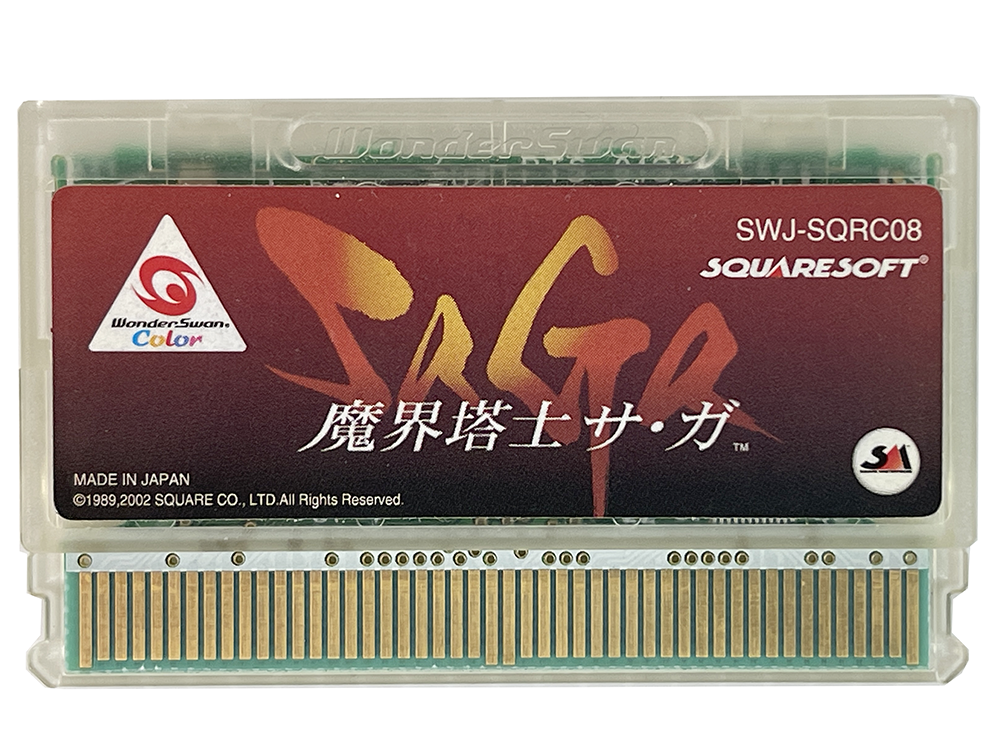 WonderSwan
SWJ-SQRC08
SQUARESOFT®
WonderSwan®
Color
SaGa
魔界塔士 サ・ガ™
MADE IN JAPAN
©1989,2002 SQUARE CO., LTD.All Rights Reserved.